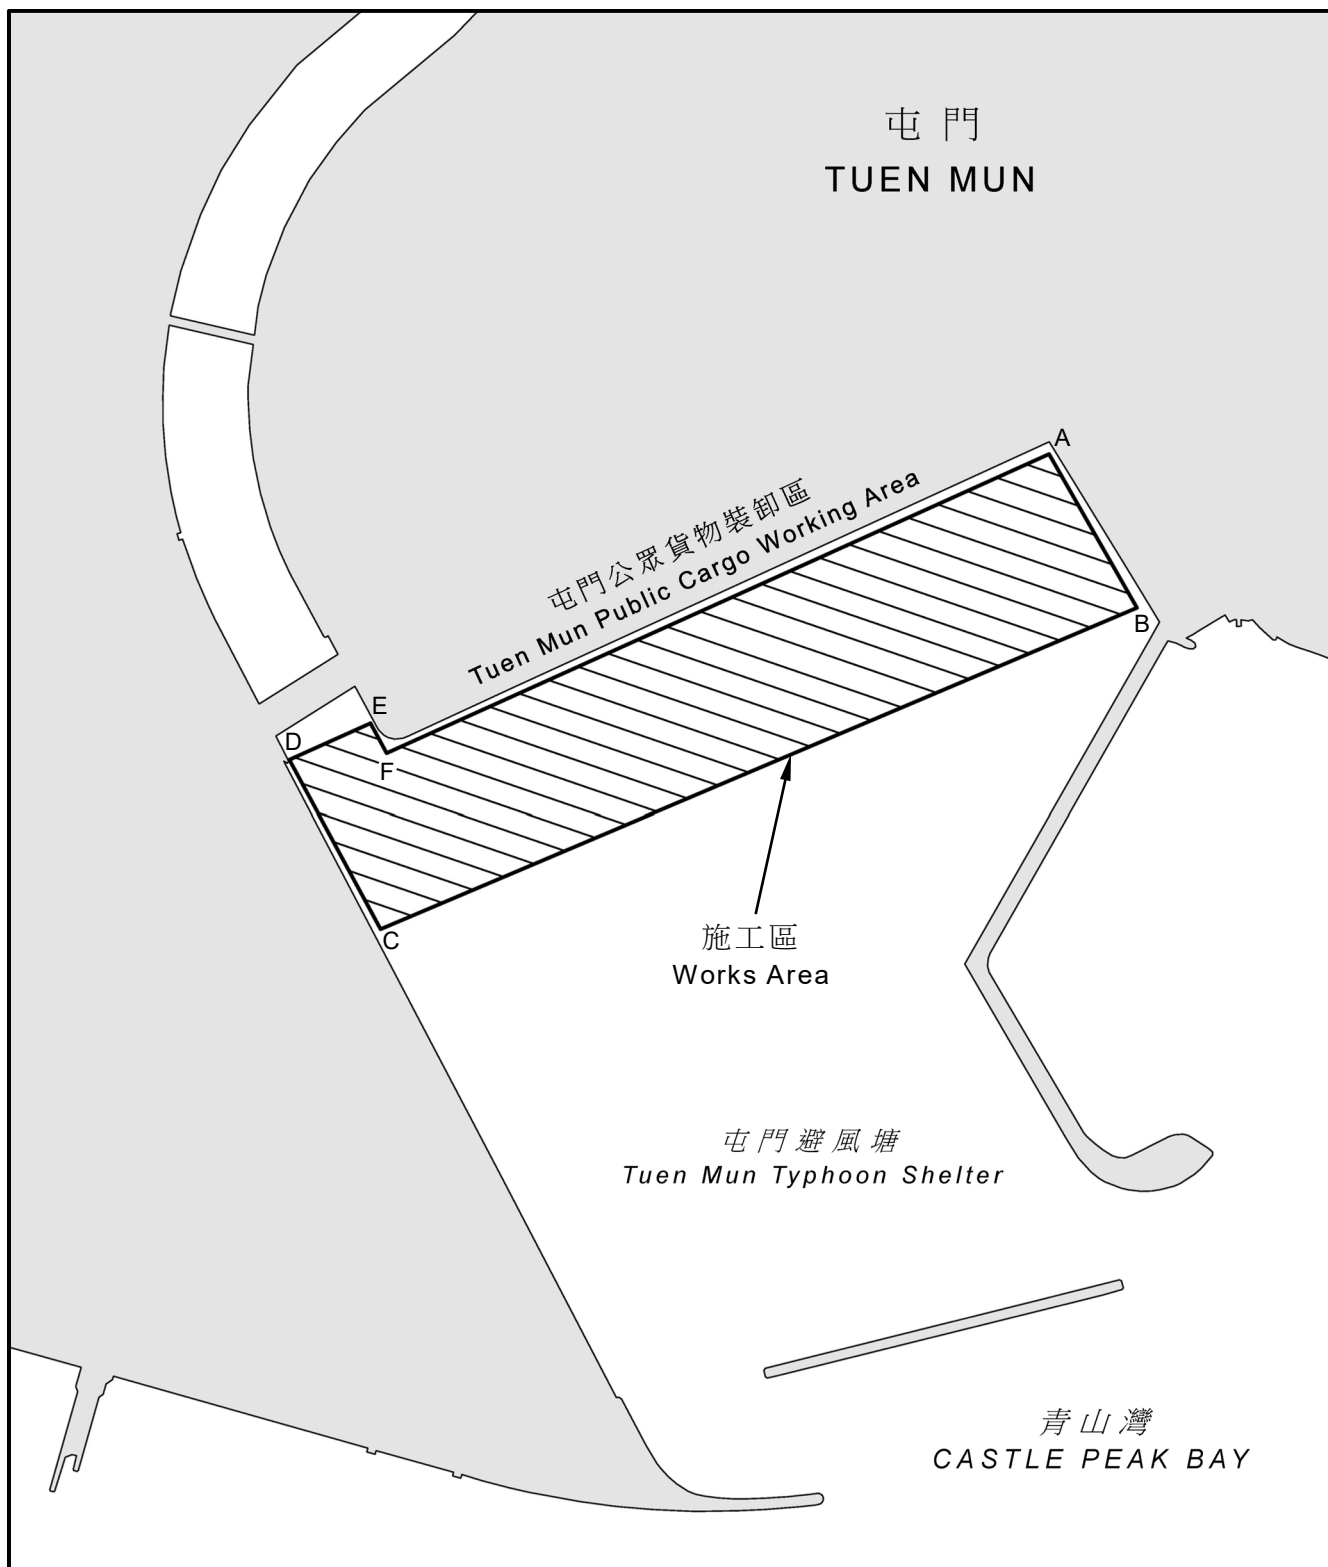 屯門
TUEN MUN
A
屯門公眾貨物裝卸區
Tuen Mun Public Cargo Working Area
B
E
D
F
C
施工區
Works Area
屯門避風塘
Tuen Mun Typhoon Shelter
青山灣
CASTLE PEAK BAY